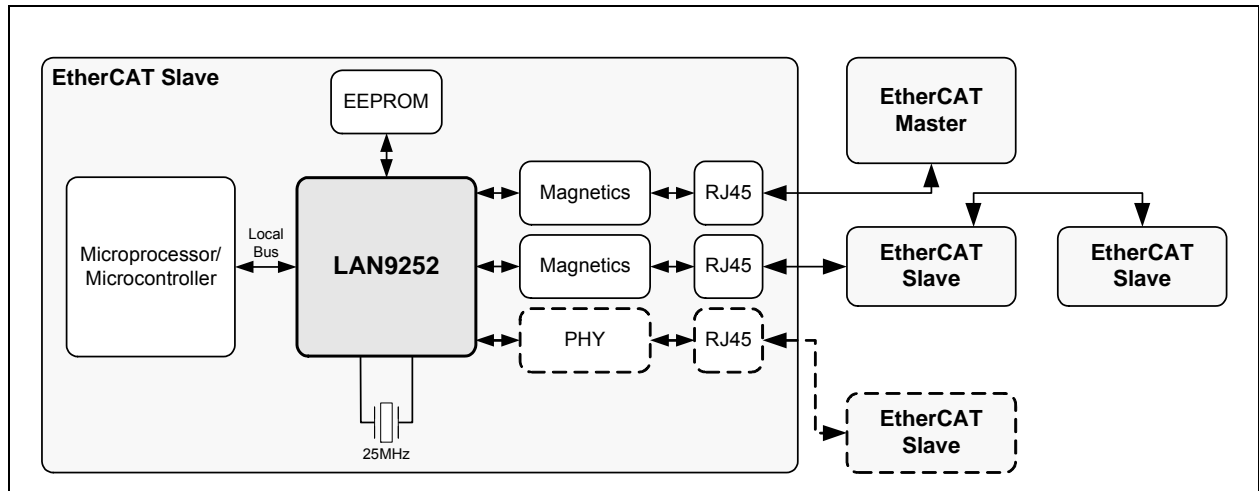 EtherCAT Slave
EEPROM
EtherCAT
Master
Magnetics
RJ45
Microprocessor/
Microcontroller
Local
Bus
LAN9252
Magnetics
RJ45
EtherCAT
Slave
EtherCAT
Slave
PHY
RJ45
25MHz
EtherCAT
Slave